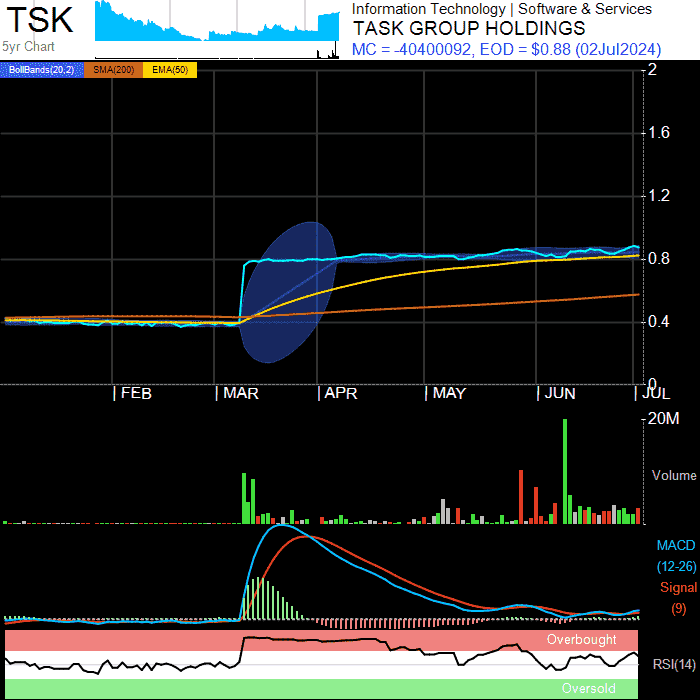 TSK
5yr Chart
Information Technology | Software & Services
TASK GROUP HOLDINGS
MC = -40400092, EOD = $0.88 (02Jul2024)
BollBands(20,2) SMA(200) EMA(50)
2
1.6
1.2
0.8
0.4
0
| FEB | MAR | APR | MAY | JUN | JUL
20M
Volume
MACD
(12-26)
Signal
(9)
Overbought
RSI(14)
Oversold